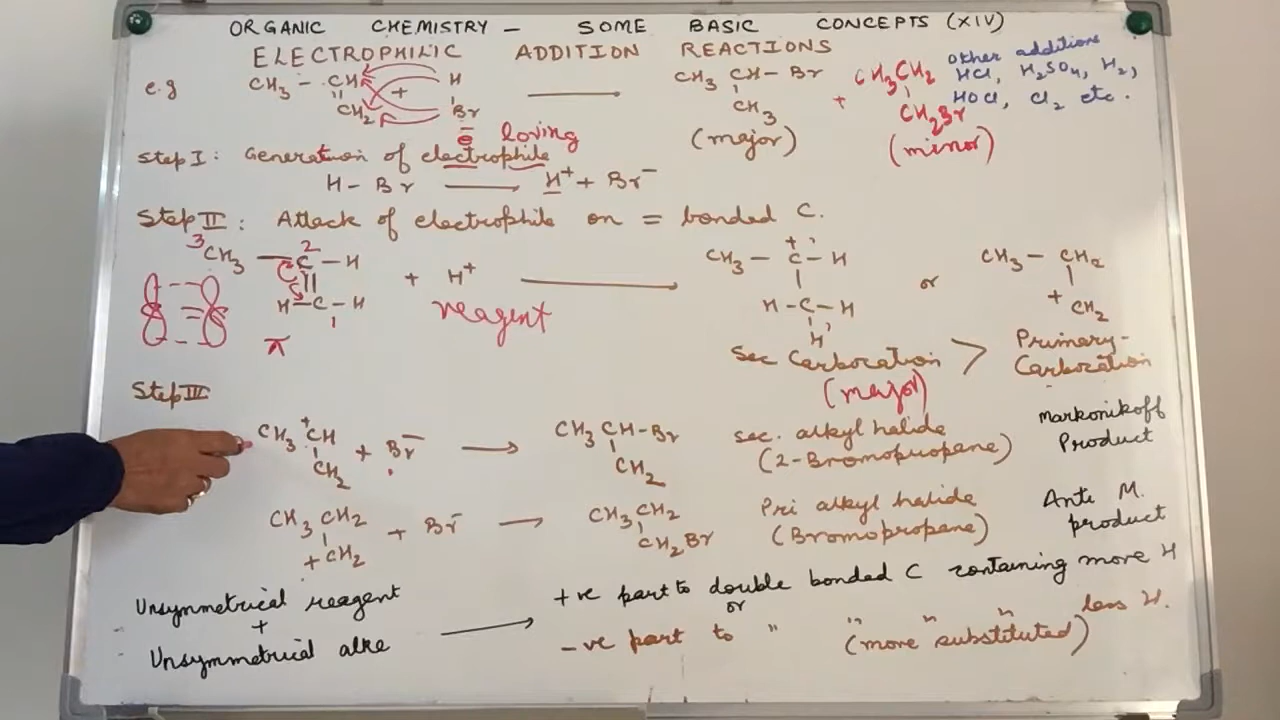 ORGANIC CHEMISTRY - SOME BASIC CONCEPTS (XIV)
ELECTROPHILIC ADDITION REACTIONS
e.g CH3 - CH = CH2 + H - Br → CH3 CH - Br CH3 + CH3CH2 CH2Br
(major) (minor)
Other additions
HCl, H2SO4, H2,
HOCl, Cl2 etc.
ē loving
Step I: Generation of electrophile
H - Br → H+ + Br-
Step II: Attack of electrophile on = bonded C.
3CH3 — C2 — H
H - C - H
+ H+ →
CH3 — C+ — H
H - C - H
H
or CH3 — CH2
+ CH2
reagent
π
Sec Carbocation > Primary-
Carbocation
(major)
Step III
CH3 +CH CH2 + Br- → CH3 CH - Br CH2
sec. alkyl halide
(2-Bromopropane)
Markonikoff
Product
CH3 CH2 +CH2 + Br- → CH3 CH2 CH2Br
Pri alkyl halide
(Bromopropane)
Anti M.
product
Unsymmetrical reagent
+
Unsymmetrical alke
→ +ve part to double bonded C containing more H
or
-ve part to " " " " less H.
(more substituted)